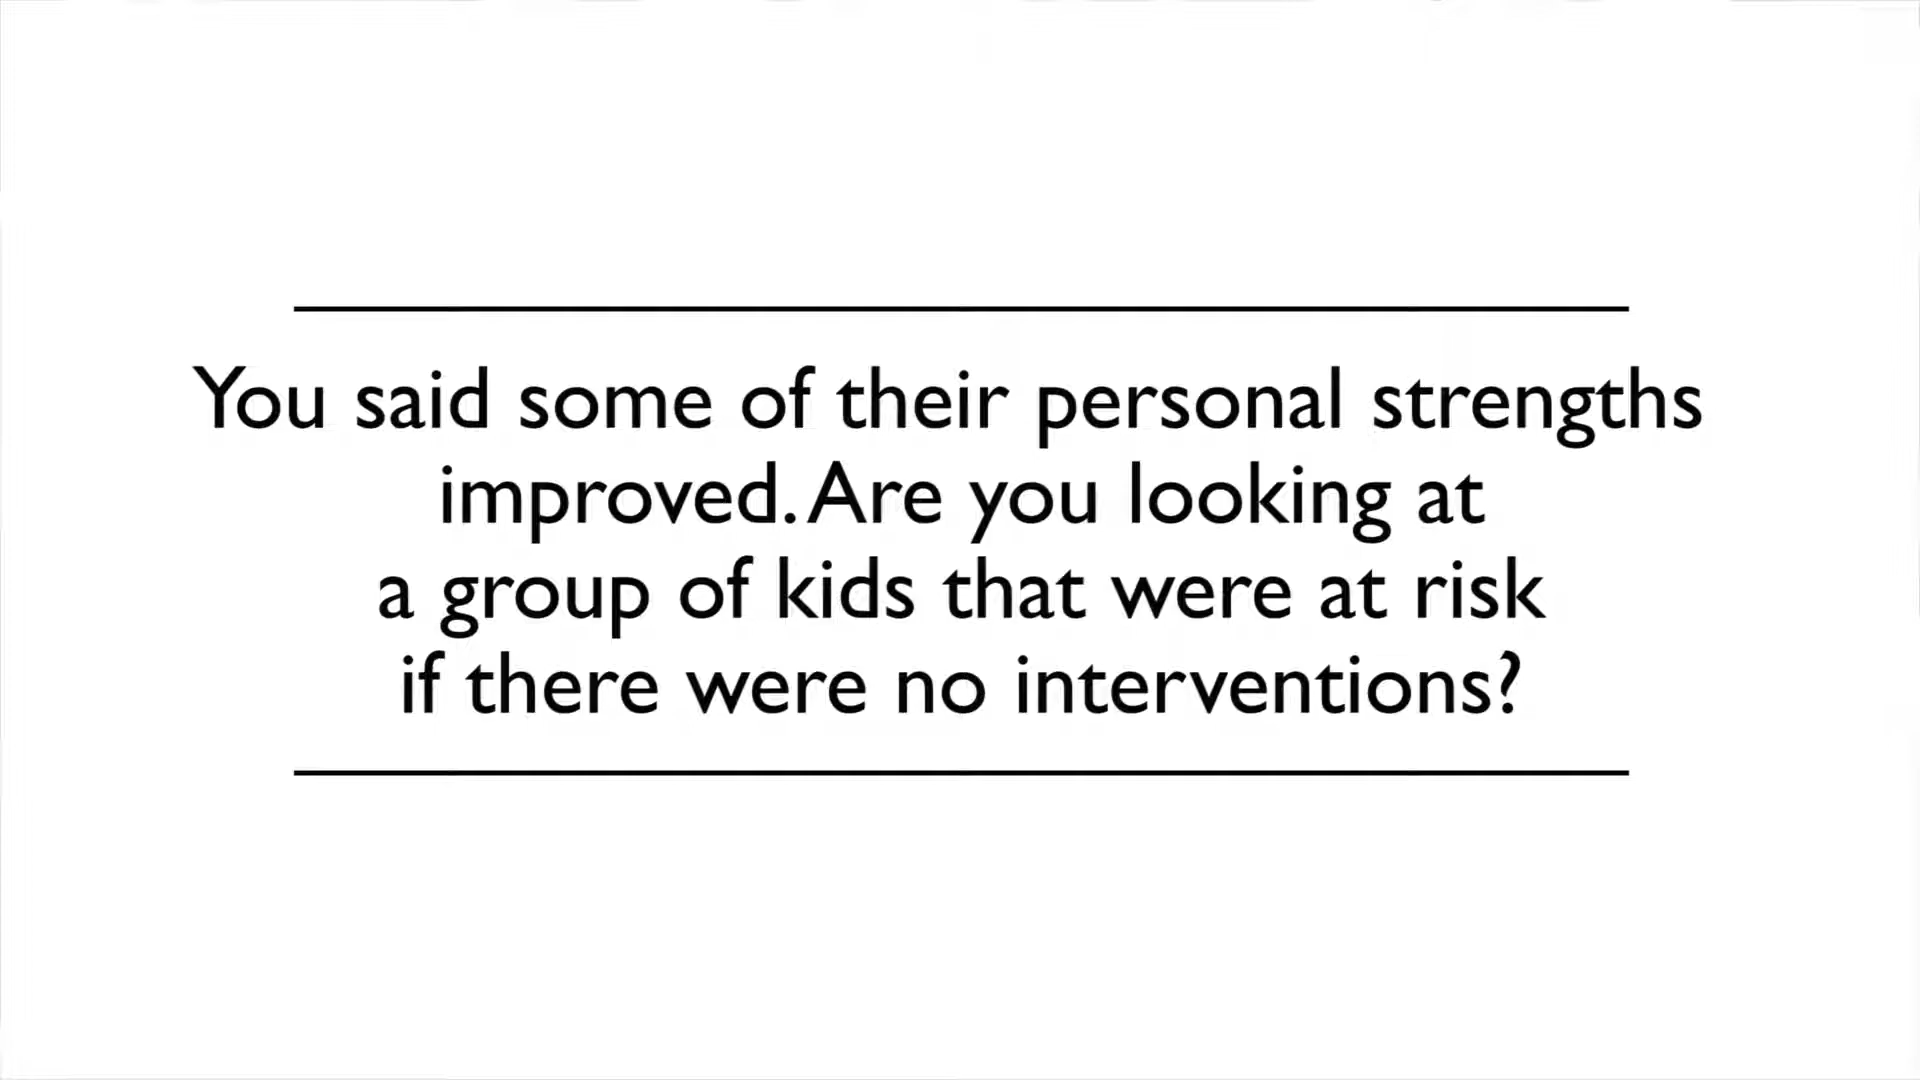 You said some of their personal strengths
improved. Are you looking at
a group of kids that were at risk
if there were no interventions?